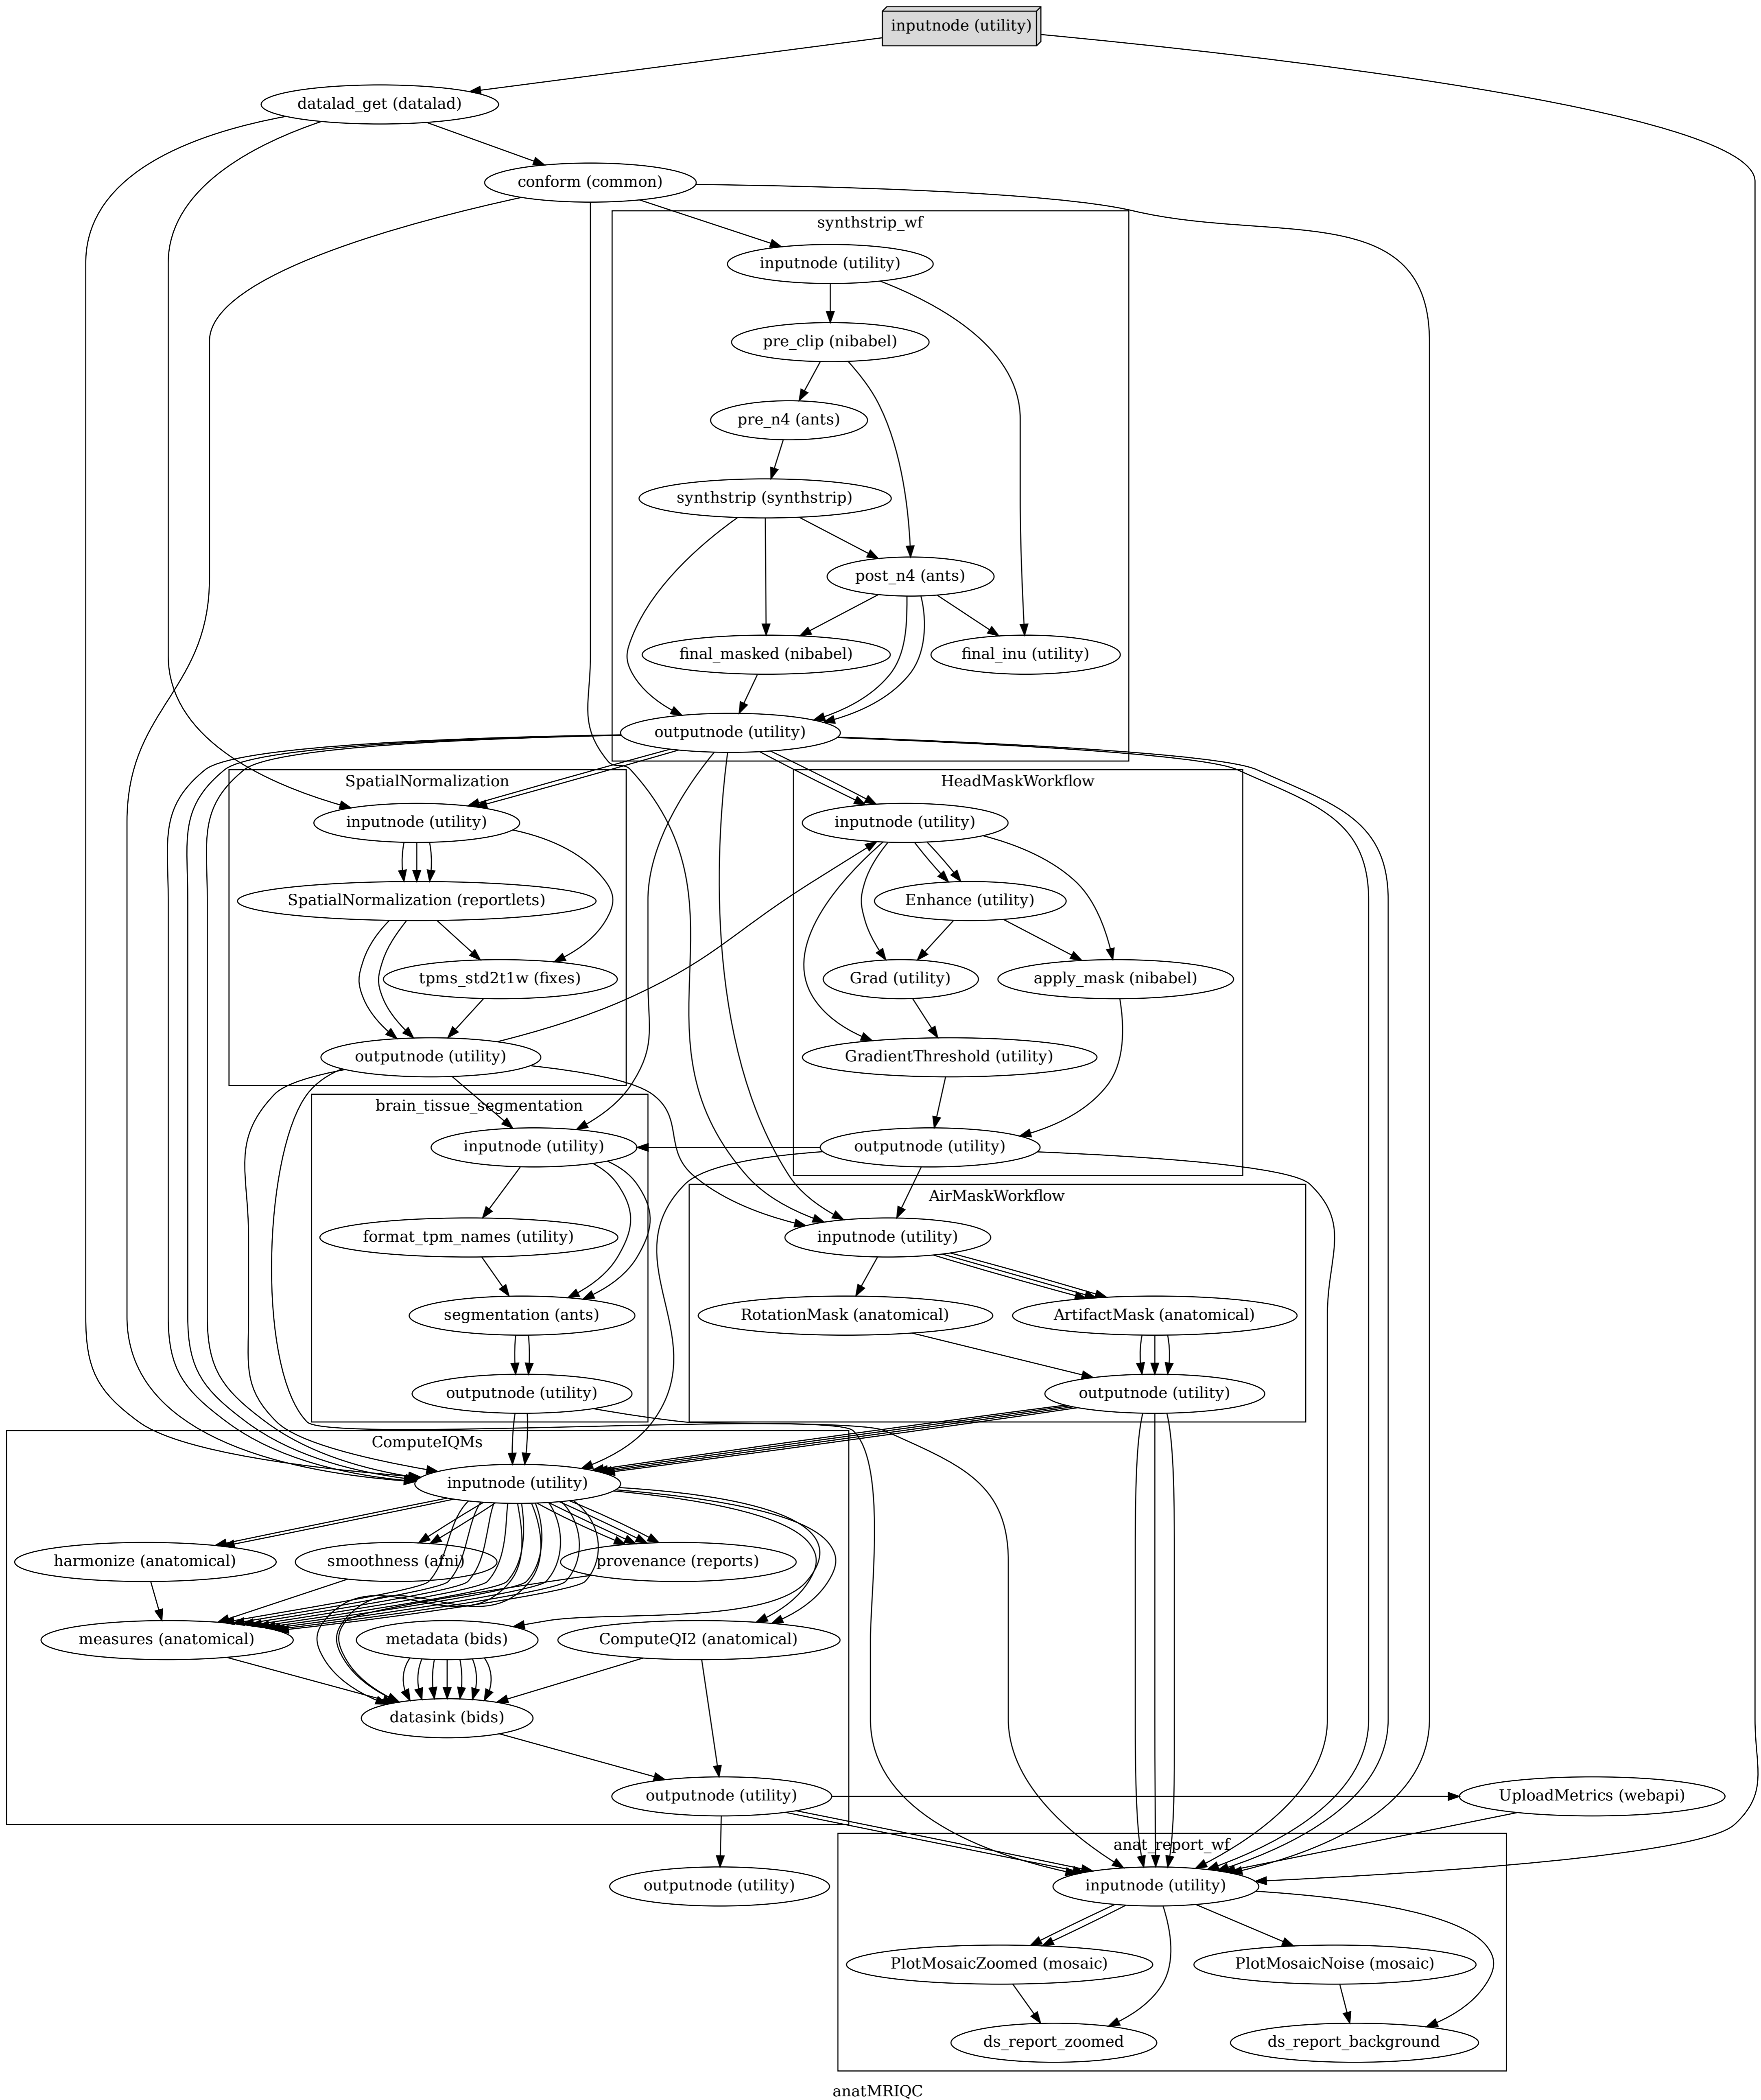 inputnode (utility)
datalad_get (datalad)
conform (common)
synthstrip_wf
inputnode (utility)
pre_clip (nibabel)
pre_n4 (ants)
synthstrip (synthstrip)
post_n4 (ants)
final_masked (nibabel)
final_inu (utility)
outputnode (utility)
SpatialNormalization
inputnode (utility)
SpatialNormalization (reportlets)
tpms_std2t1w (fixes)
outputnode (utility)
HeadMaskWorkflow
inputnode (utility)
Enhance (utility)
Grad (utility)
apply_mask (nibabel)
GradientThreshold (utility)
outputnode (utility)
brain_tissue_segmentation
inputnode (utility)
format_tpm_names (utility)
segmentation (ants)
outputnode (utility)
AirMaskWorkflow
inputnode (utility)
RotationMask (anatomical)
ArtifactMask (anatomical)
outputnode (utility)
ComputeIQMs
inputnode (utility)
harmonize (anatomical)
smoothness (afni)
provenance (reports)
measures (anatomical)
metadata (bids)
ComputeQI2 (anatomical)
datasink (bids)
outputnode (utility)
UploadMetrics (webapi)
outputnode (utility)
anat_report_wf
inputnode (utility)
PlotMosaicZoomed (mosaic)
PlotMosaicNoise (mosaic)
ds_report_zoomed
ds_report_background
anatMRIQC